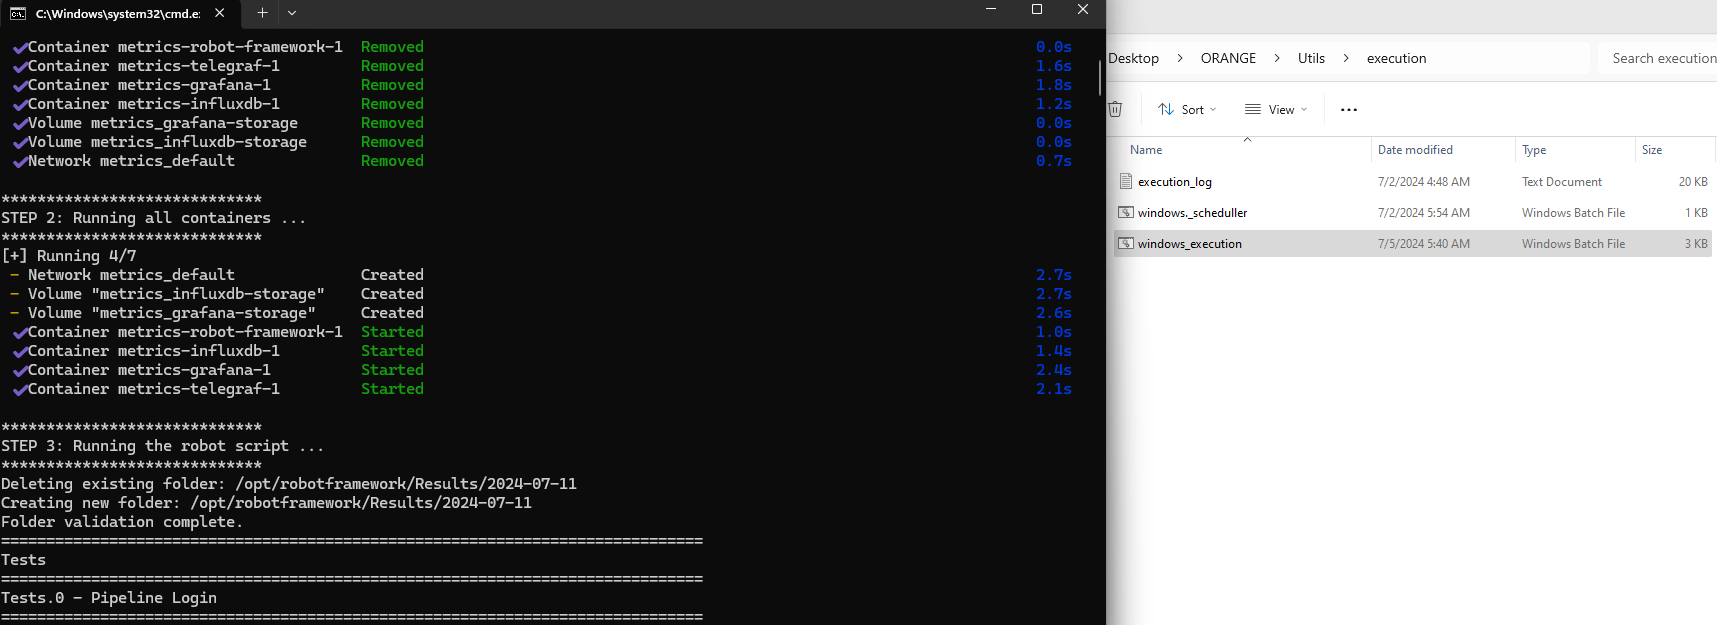 C:\Windows\system32\cmd.e
Container metrics-robot-framework-1 Removed 0.0s
Container metrics-telegraf-1 Removed 1.6s
Container metrics-grafana-1 Removed 1.8s
Container metrics-influxdb-1 Removed 1.2s
Volume metrics_grafana-storage Removed 0.0s
Volume metrics_influxdb-storage Removed 0.0s
Network metrics_default Removed 0.7s
*****************************
STEP 2: Running all containers ...
*****************************
[+] Running 4/7
- Network metrics_default Created 2.7s
- Volume "metrics_influxdb-storage" Created 2.7s
- Volume "metrics_grafana-storage" Created 2.6s
Container metrics-robot-framework-1 Started 1.0s
Container metrics-influxdb-1 Started 1.4s
Container metrics-grafana-1 Started 2.4s
Container metrics-telegraf-1 Started 2.1s
*****************************
STEP 3: Running the robot script ...
*****************************
Deleting existing folder: /opt/robotframework/Results/2024-07-11
Creating new folder: /opt/robotframework/Results/2024-07-11
Folder validation complete.
==============================================================================
Tests
==============================================================================
Tests.0 - Pipeline Login
==============================================================================
Desktop > ORANGE > Utils > execution
Search execution
Sort
View
Name Date modified Type Size
execution_log 7/2/2024 4:48 AM Text Document 20 KB
windows._scheduller 7/2/2024 5:54 AM Windows Batch File 1 KB
windows_execution 7/5/2024 5:40 AM Windows Batch File 3 KB